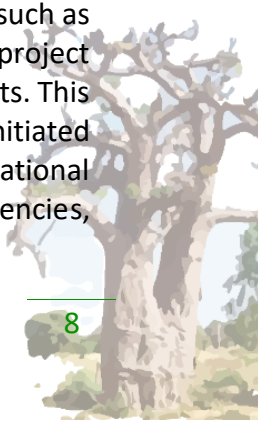 such as
project
ts. This
nitiated
ational
encies,
8